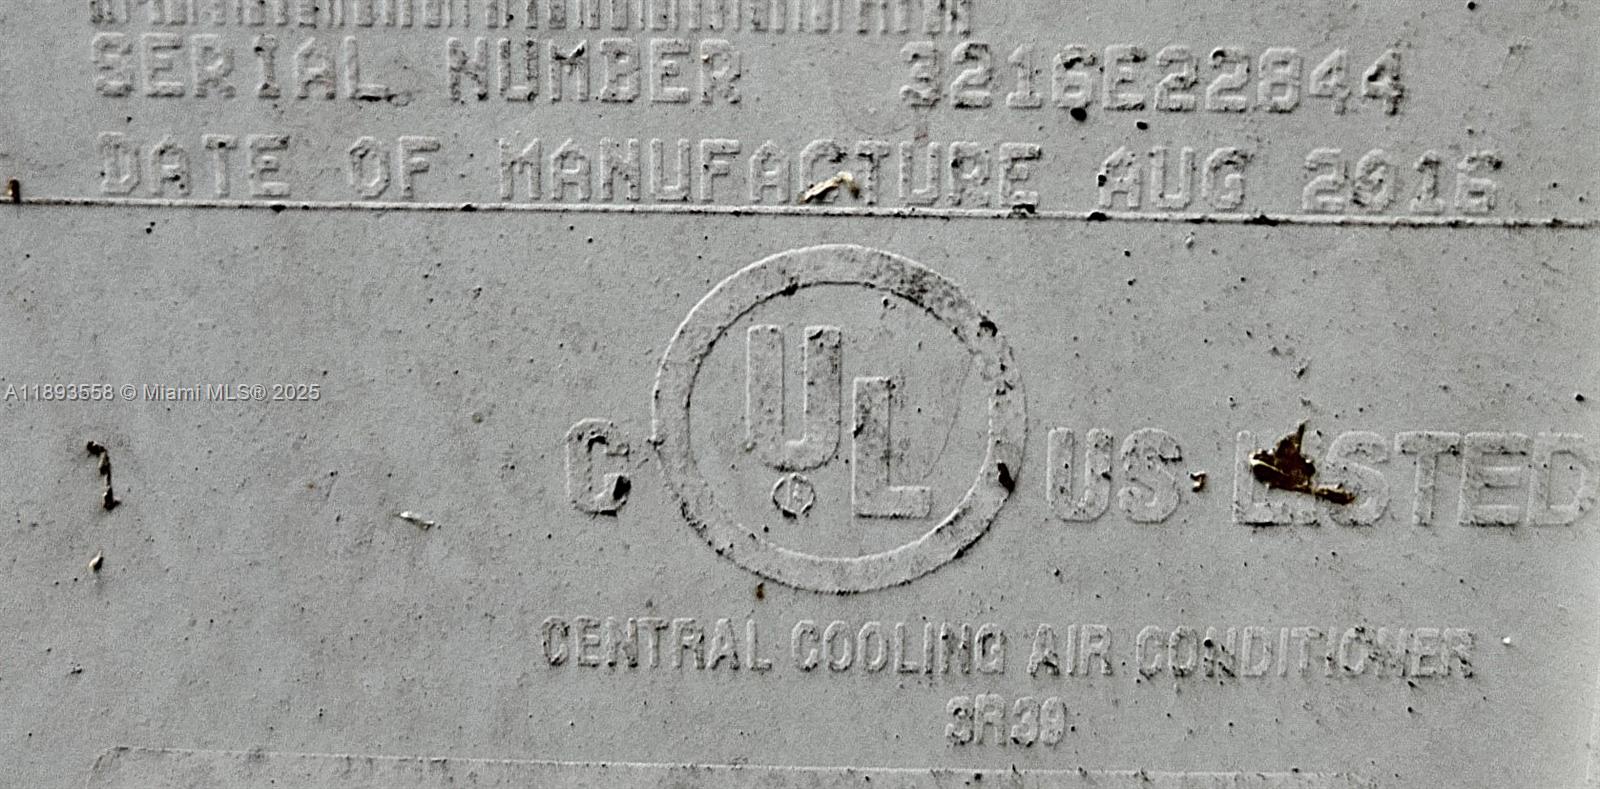 SERIAL NUMBER 3216E22844
DATE OF MANUFACTURE AUG 2016
A11893558 © Miami MLS® 2025
C UL US LISTED
CENTRAL COOLING AIR CONDITIONER
3R39